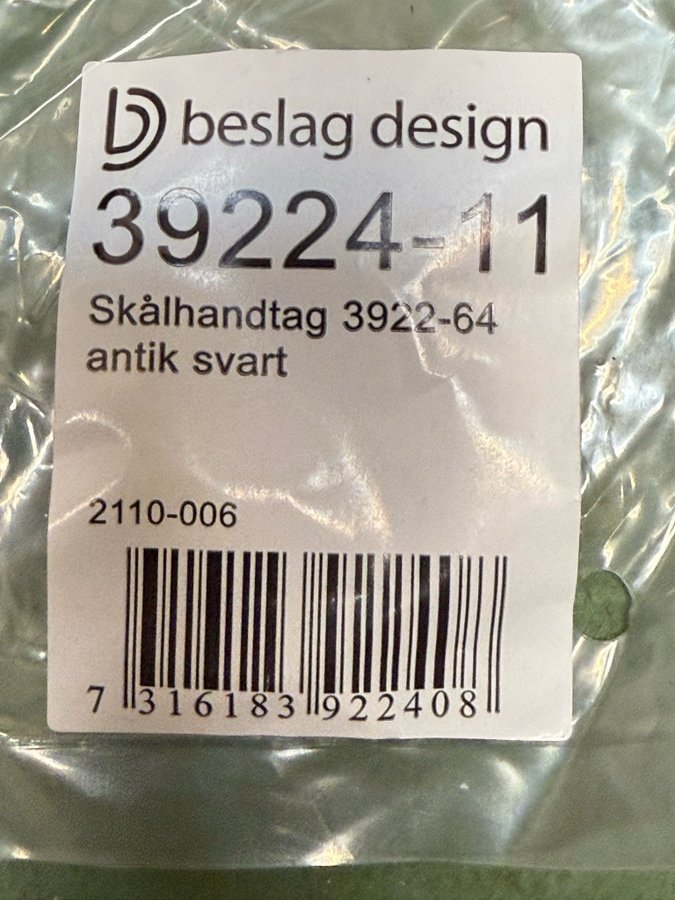 beslag design
39224-11
Skålhandtag 3922-64
antik svart
2110-006
7 316183 922408